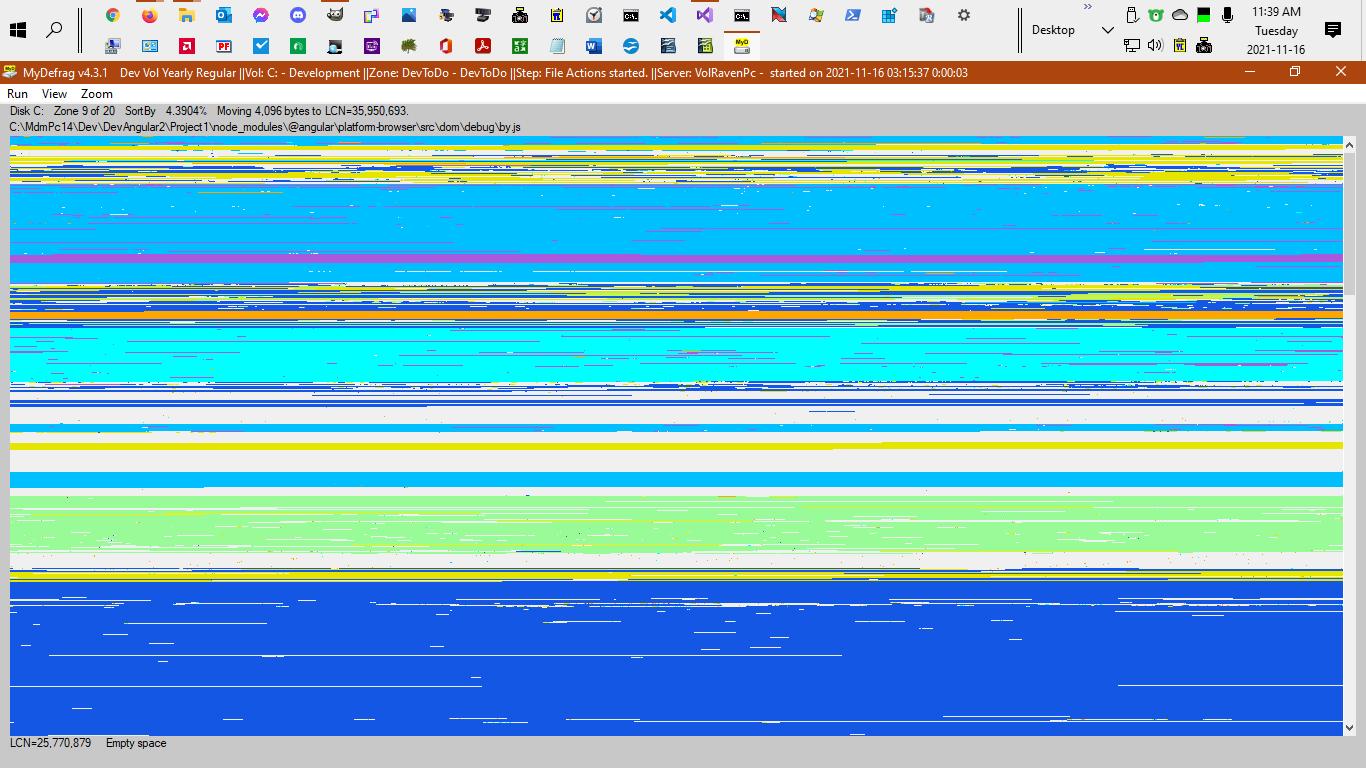 11:39 AM
Desktop
Tuesday
2021-11-16
MyDefrag v4.3.1 Dev Vol Yearly Regular ||Vol: C: - Development ||Zone: DevToDo - DevToDo ||Step: File Actions started. ||Server: VolRavenPc - started on 2021-11-16 03:15:37 0:00:03
Run View Zoom
Disk C: Zone 9 of 20 SortBy 4.3904% Moving 4,096 bytes to LCN=35,950,693.
C:\MdmPc14\Dev\DevAngular2\Project1\node_modules\@angular\platform-browser\src\dom\debug\by.js
LCN=25,770,879 Empty space